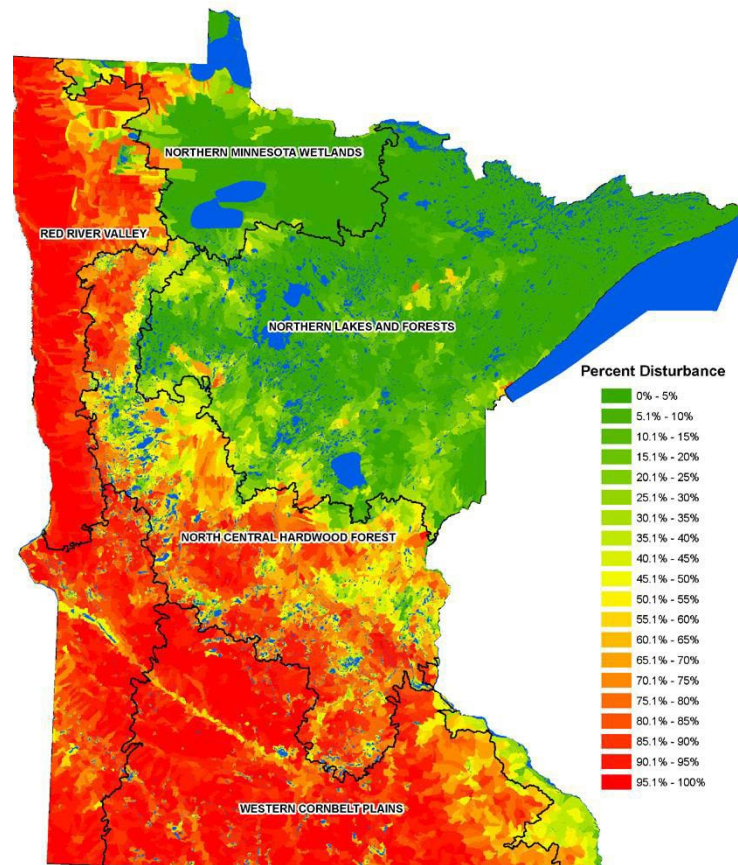 NORTHERN MINNESOTA WETLANDS
RED RIVER VALLEY
NORTHERN LAKES AND FORESTS
Percent Disturbance
0% - 5%
5.1% - 10%
10.1% - 15%
15.1% - 20%
20.1% - 25%
25.1% - 30%
30.1% - 35%
35.1% - 40%
40.1% - 45%
45.1% - 50%
50.1% - 55%
55.1% - 60%
60.1% - 65%
65.1% - 70%
70.1% - 75%
75.1% - 80%
80.1% - 85%
85.1% - 90%
90.1% - 95%
95.1% - 100%
NORTH CENTRAL HARDWOOD FOREST
WESTERN CORNBELT PLAINS